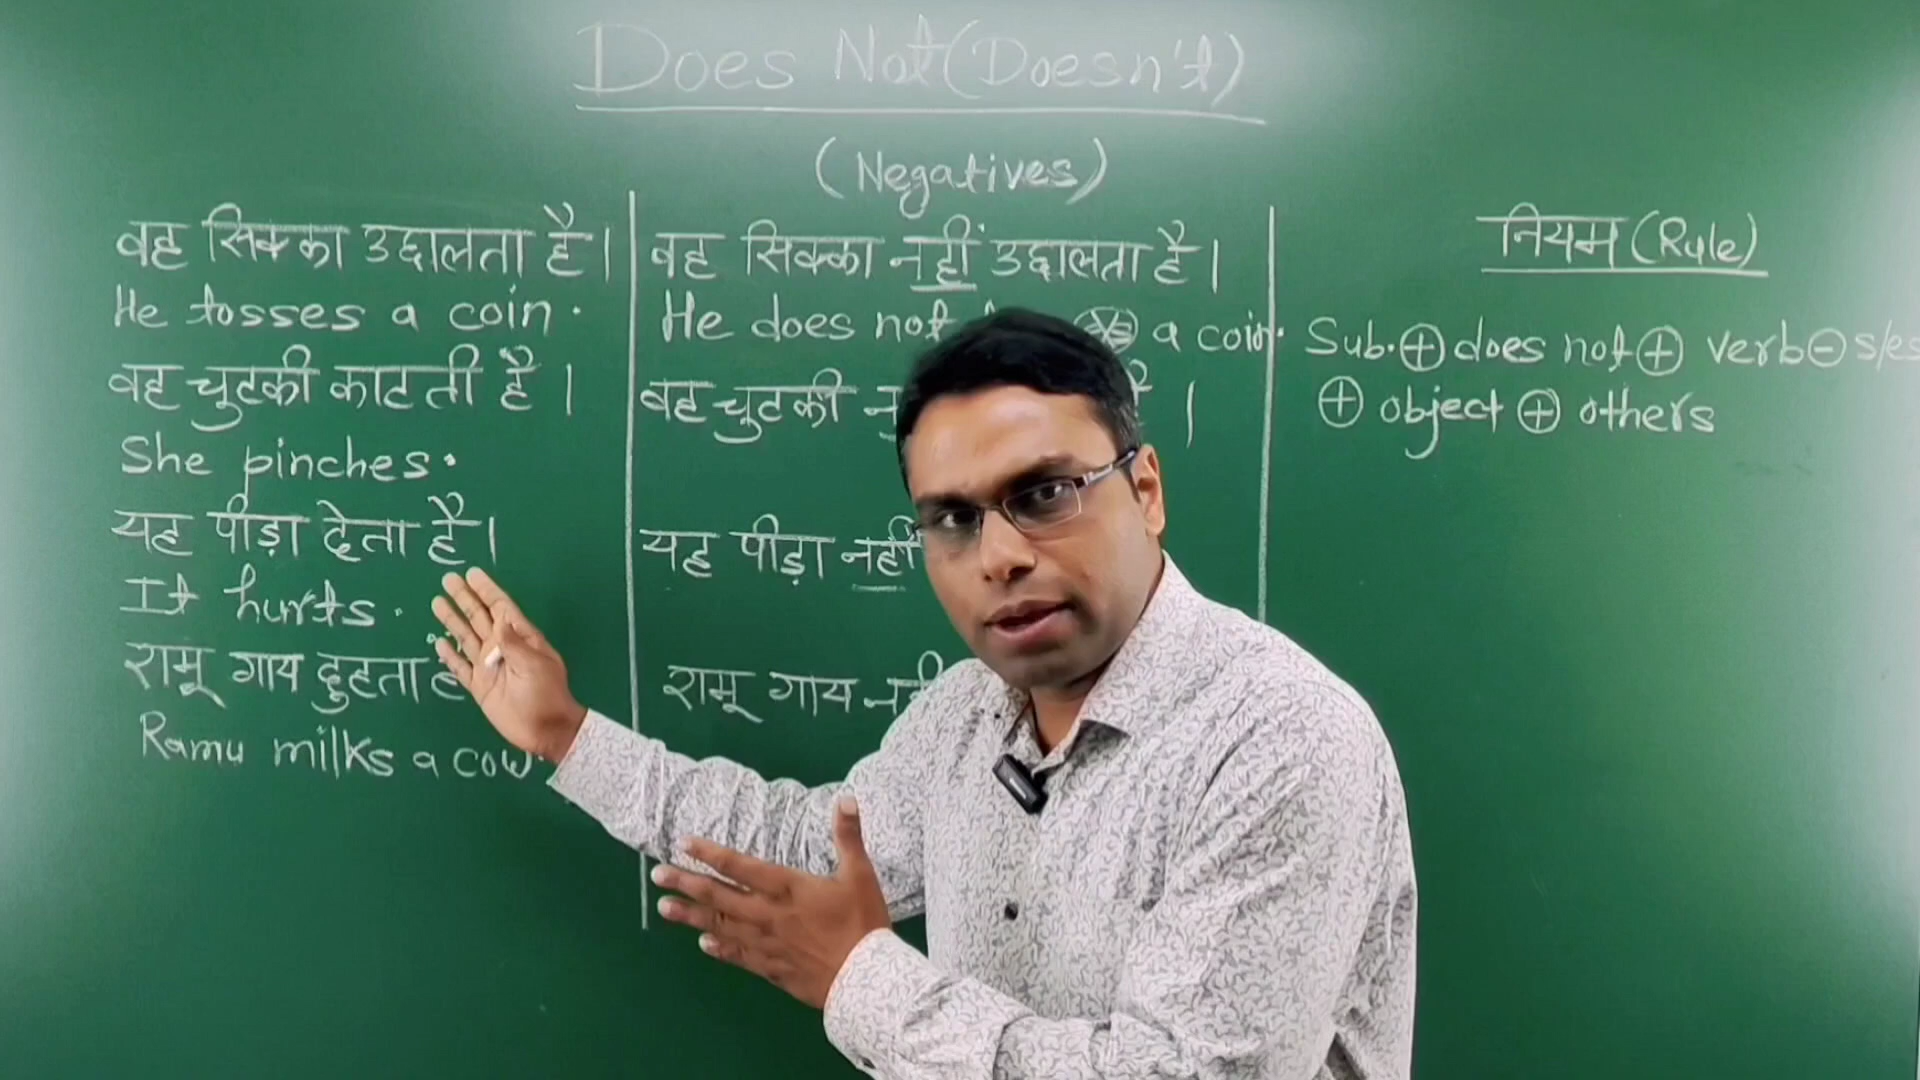 Does Not (Doesn't)
(Negatives)
वह सिक्का उछालता है।
He tosses a coin.
वह चुटकी काटती है।
She pinches.
यह पीड़ा देता है।
It hurts.
रामू गाय दुहता
Ramu milks a cow.
वह सिक्का नहीं उछालता है।
He does not a coin.
वह चुटकी
यह पीड़ा नहीं
रामू गाय
नियम (Rule)
Sub. ⊕ does not ⊕ verb ⊖ s/es
⊕ object ⊕ others